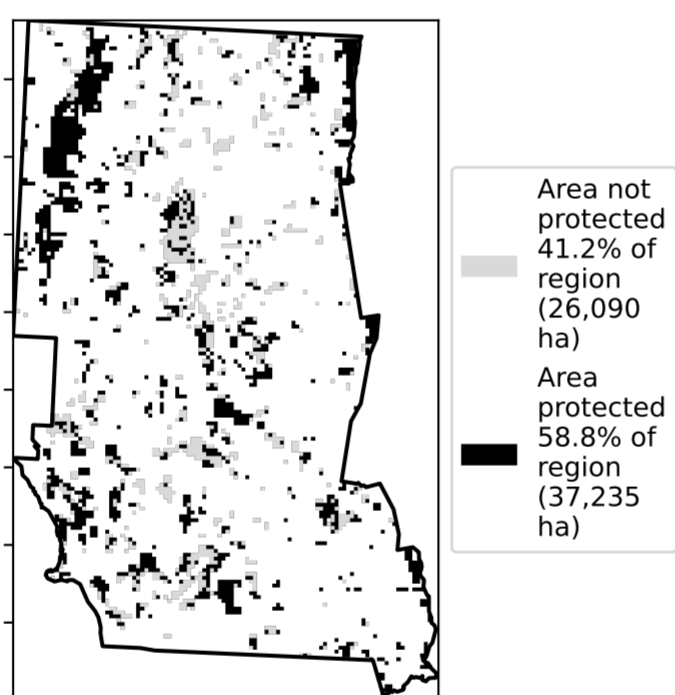 Area not
protected
41.2% of
region
(26,090
ha)
Area
protected
58.8% of
region
(37,235
ha)